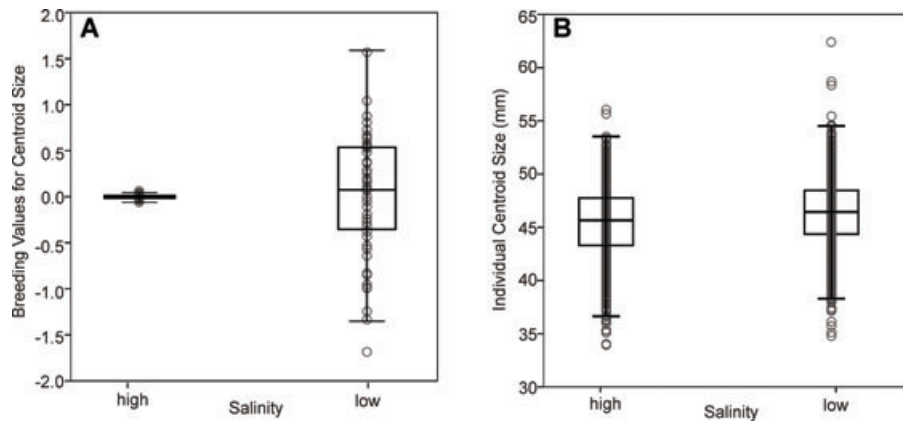 A
Breeding Values for Centroid Size
2.0
1.5
1.0
0.5
0.0
-0.5
-1.0
-1.5
-2.0
high
Salinity
low
B
Individual Centroid Size (mm)
65
60
55
50
45
40
35
30
high
Salinity
low